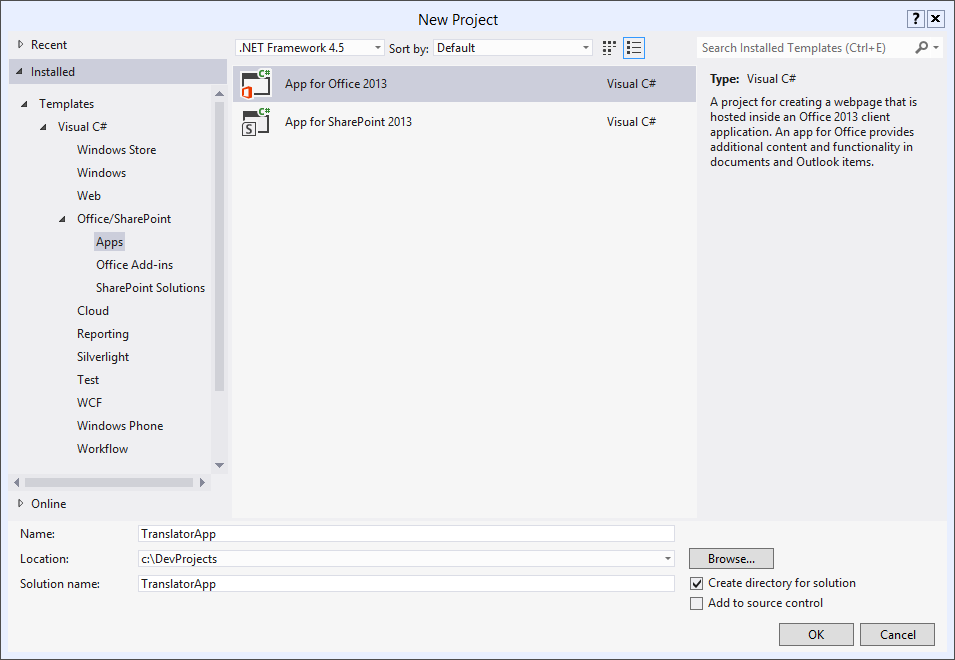 New Project
? X
Recent
Installed
Templates
Visual C#
Windows Store
Windows
Web
Office/SharePoint
Apps
Office Add-ins
SharePoint Solutions
Cloud
Reporting
Silverlight
Test
WCF
Windows Phone
Workflow
Online
.NET Framework 4.5 Sort by: Default
C# App for Office 2013 Visual C#
C# S App for SharePoint 2013 Visual C#
Search Installed Templates (Ctrl+E)
Type: Visual C#
A project for creating a webpage that is
hosted inside an Office 2013 client
application. An app for Office provides
additional content and functionality in
documents and Outlook items.
Name: TranslatorApp
Location: c:\DevProjects Browse...
Solution name: TranslatorApp Create directory for solution
Add to source control
OK Cancel